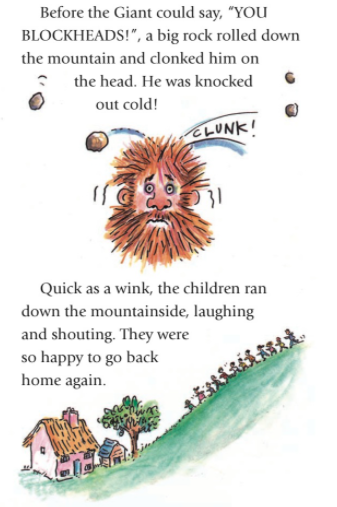 Before the Giant could say, “YOU
BLOCKHEADS!”, a big rock rolled down
the mountain and clonked him on
the head. He was knocked
out cold!
CLUNK!
Quick as a wink, the children ran
down the mountainside, laughing
and shouting. They were
so happy to go back
home again.